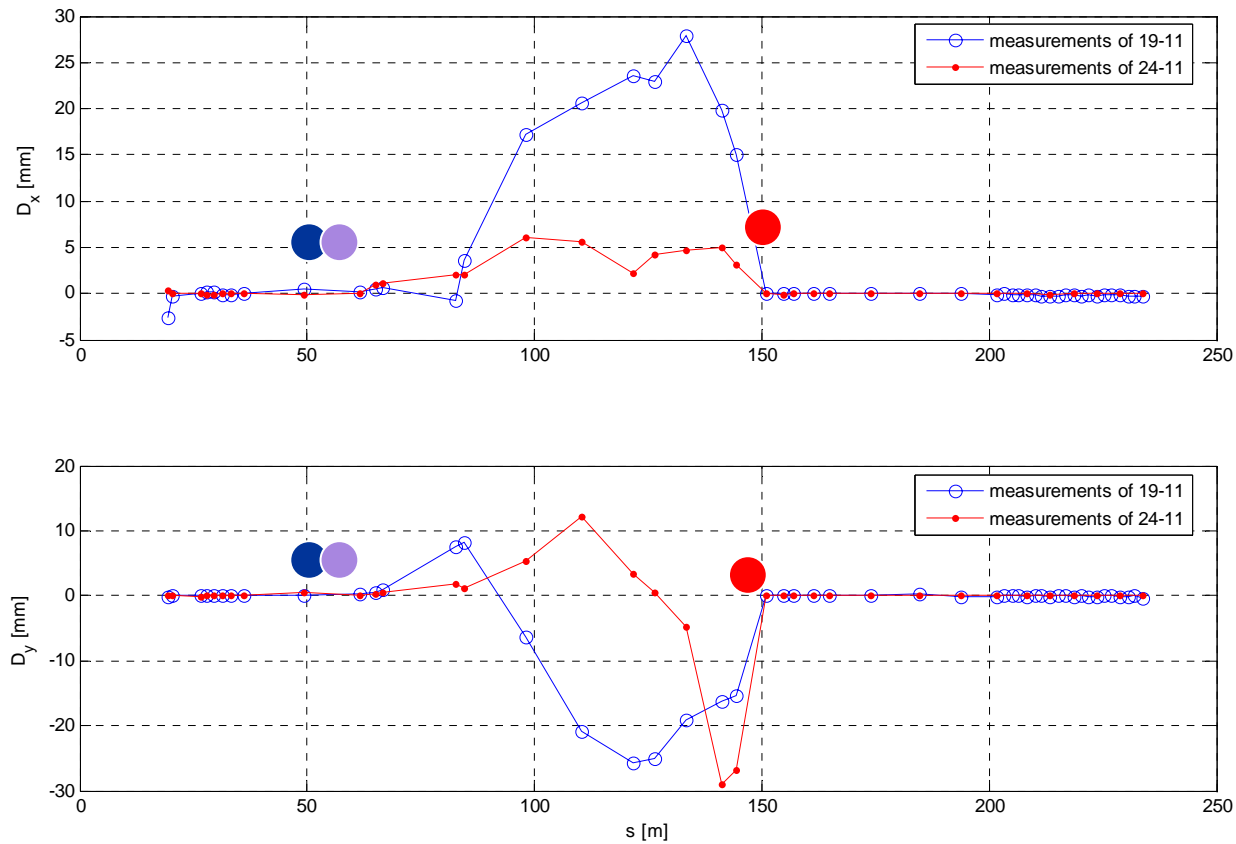 30
25
20
15
10
5
0
-5
D_x [mm]
measurements of 19-11
measurements of 24-11
0 50 100 150 200 250
20
10
0
-10
-20
-30
D_y [mm]
measurements of 19-11
measurements of 24-11
0 50 100 150 200 250
s [m]